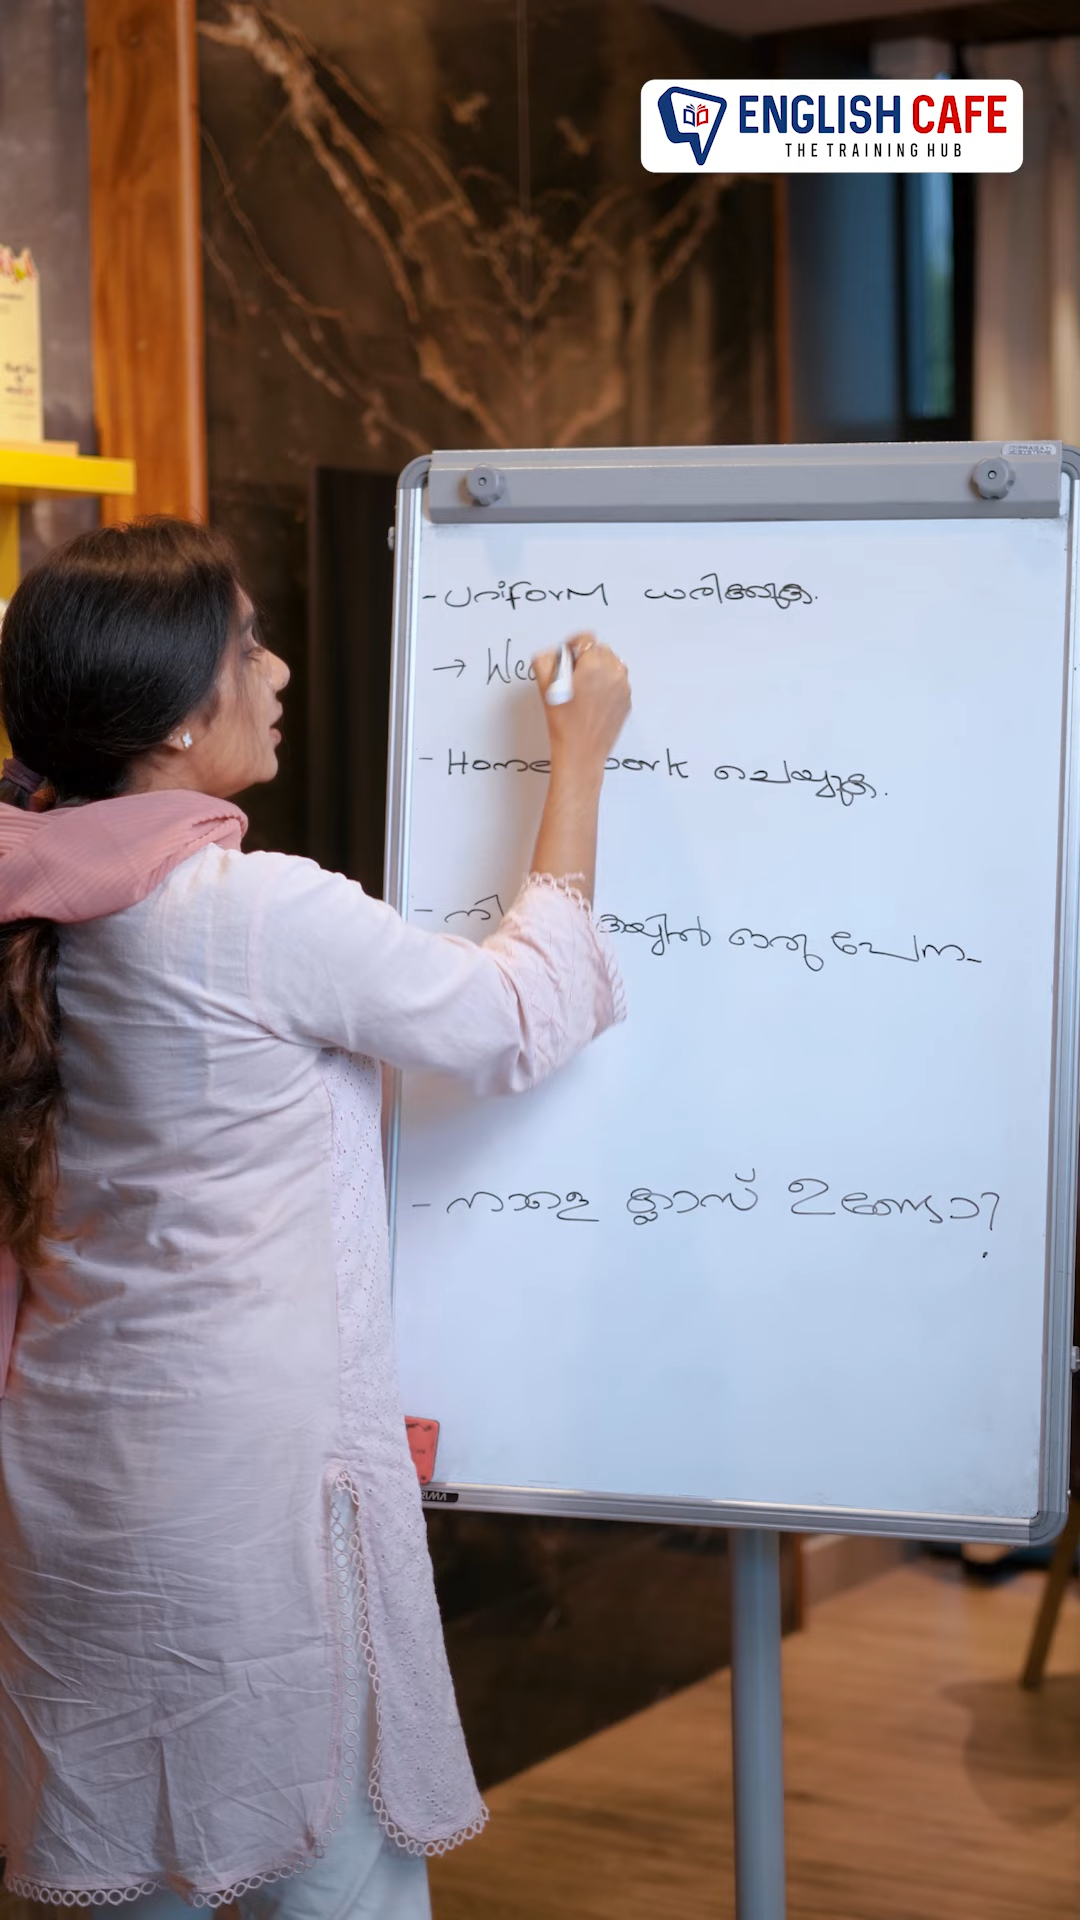 ENGLISH CAFE
THE TRAINING HUB
- Uniform ധരിക്കുക.
→ Wea
- Home work ചെയ്യുക.
- ഒരു പേന
- നാളെ ക്ലാസ് ഉണ്ടോ?